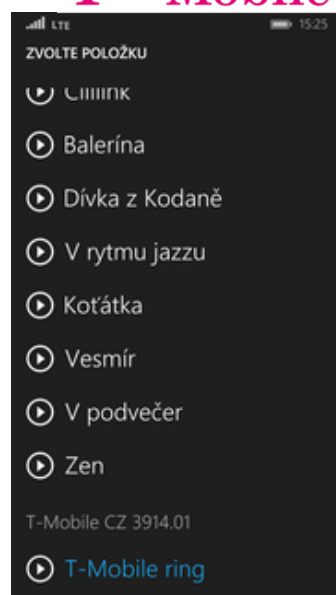 T Mobile
LTE 15:25
ZVOLTE POLOŽKU
Balerína
Dívka z Kodaně
V rytmu jazzu
Koťátka
Vesmír
V podvečer
Zen
T-Mobile CZ 3914.01
T-Mobile ring